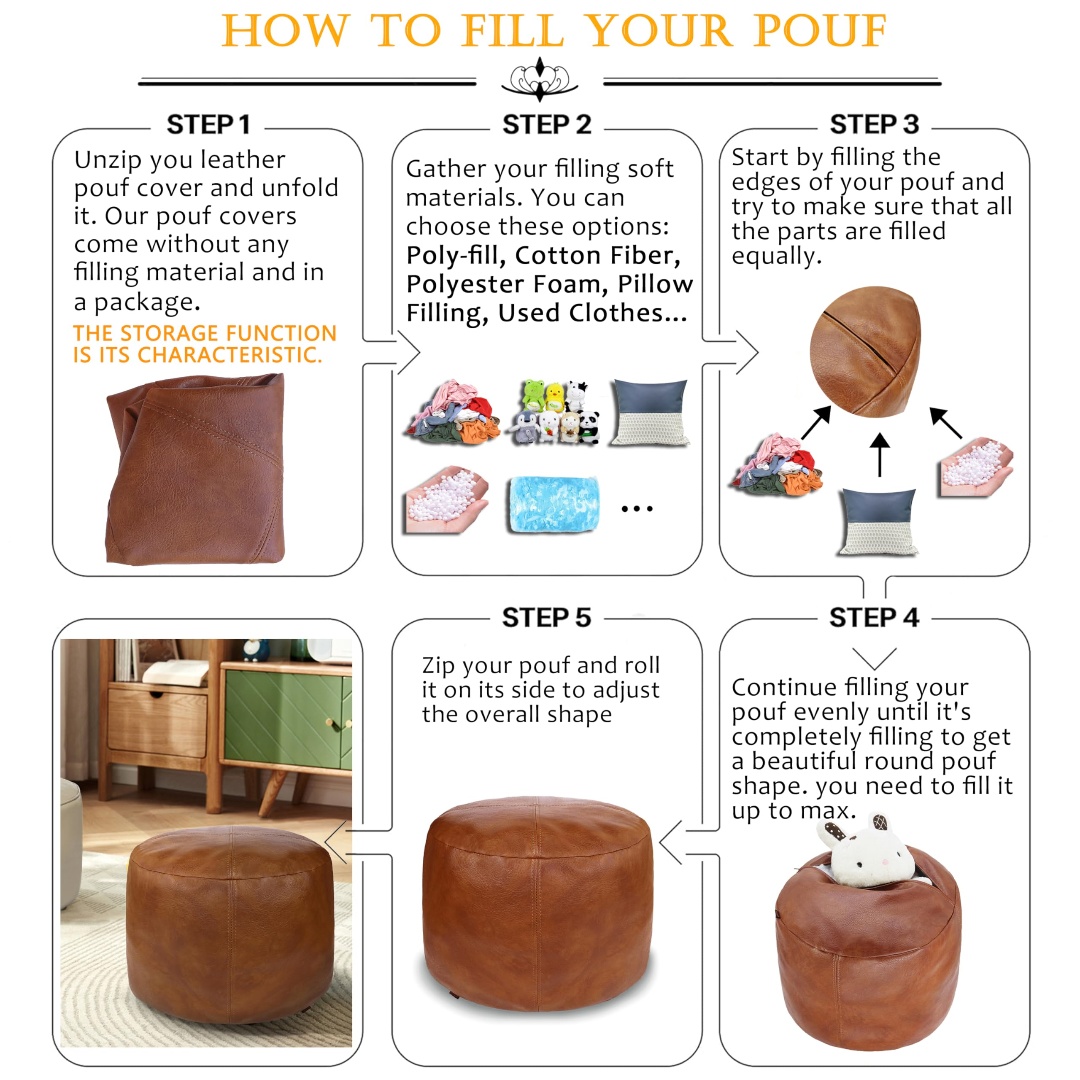 HOW TO FILL YOUR POUF
STEP 1
Unzip you leather
pouf cover and unfold
it. Our pouf covers
come without any
filling material and in
a package.
THE STORAGE FUNCTION
IS ITS CHARACTERISTIC.
STEP 2
Gather your filling soft
materials. You can
choose these options:
Poly-fill, Cotton Fiber,
Polyester Foam, Pillow
Filling, Used Clothes...
...
STEP 3
Start by filling the
edges of your pouf and
try to make sure that all
the parts are filled
equally.
STEP 4
Continue filling your
pouf evenly until it's
completely filling to get
a beautiful round pouf
shape. you need to fill it
up to max.
STEP 5
Zip your pouf and roll
it on its side to adjust
the overall shape